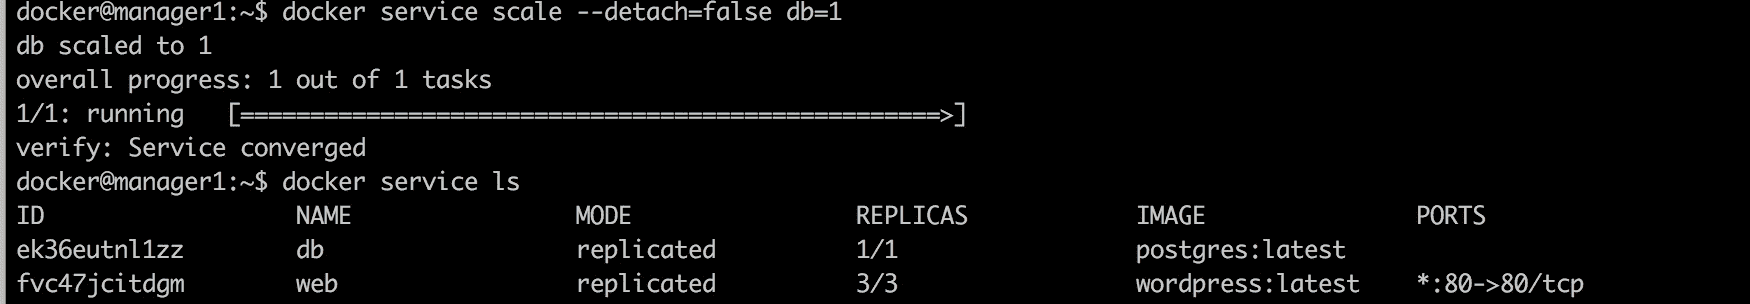 docker@manager1:~$ docker service scale --detach=false db=1
db scaled to 1
overall progress: 1 out of 1 tasks
1/1: running   [==================================================>]
verify: Service converged
docker@manager1:~$ docker service ls
ID                  NAME                MODE                REPLICAS            IMAGE               PORTS
ek36eutnl1zz        db                  replicated          1/1                 postgres:latest
fvc47jcitdgm        web                 replicated          3/3                 wordpress:latest    *:80->80/tcp